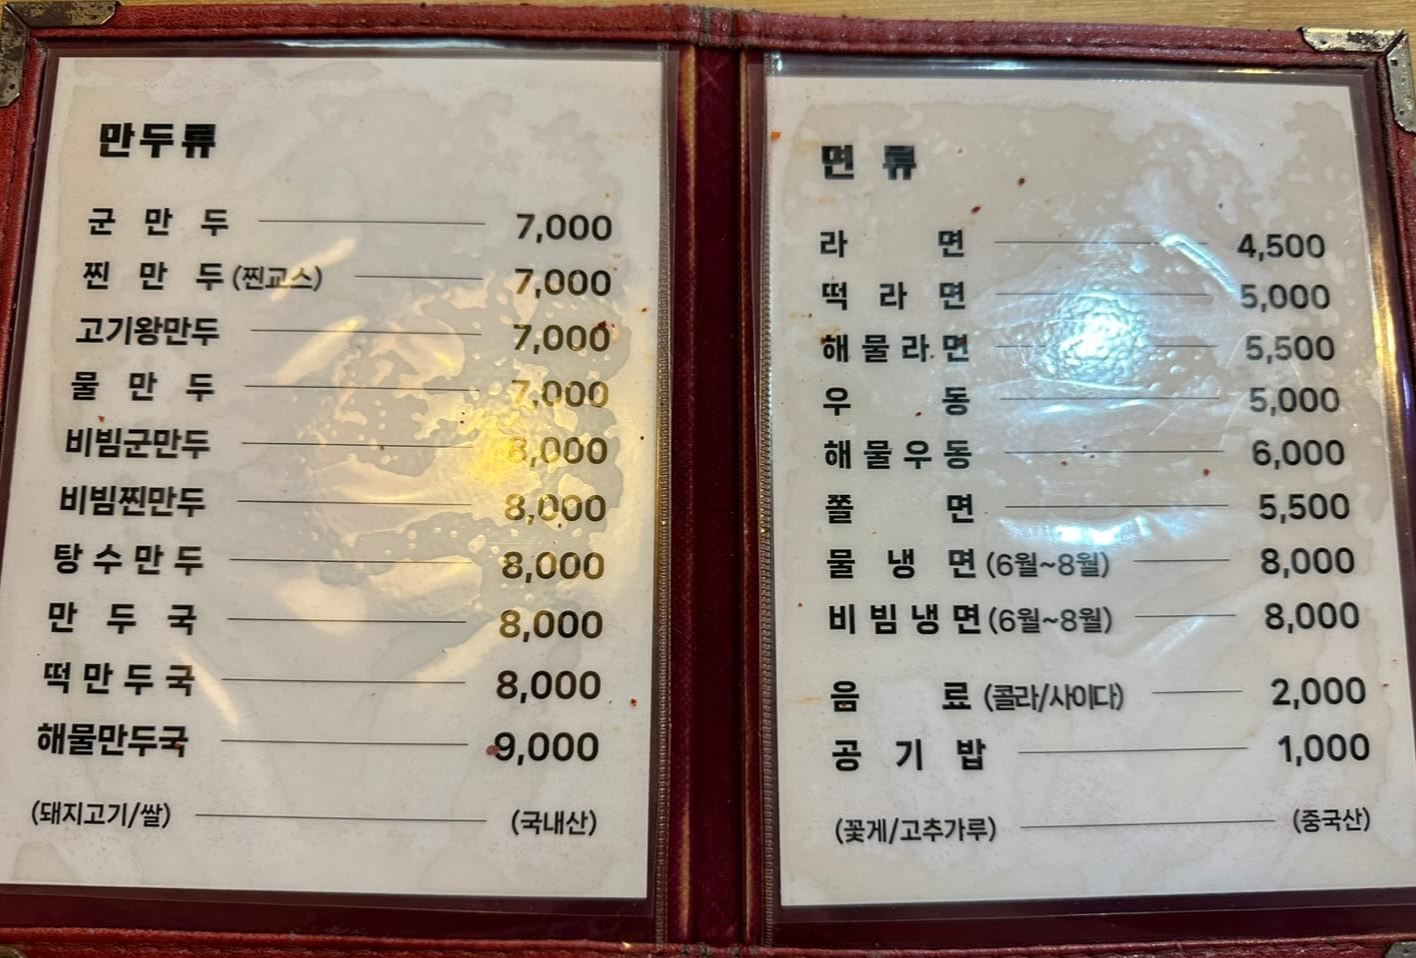 만두류
군 만 두 7,000
찐 만 두 (찐교스) 7,000
고기왕만두 7,000
물 만 두 7,000
비빔군만두 8,000
비빔찐만두 8,000
탕 수 만 두 8,000
만 두 국 8,000
떡 만 두 국 8,000
해물만두국 9,000
(돼지고기/쌀) (국내산)
면 류
라 면 4,500
떡 라 면 5,000
해 물 라 면 5,500
우 동 5,000
해 물 우 동 6,000
쫄 면 5,500
물 냉 면 (6월~8월) 8,000
비 빔 냉 면 (6월~8월) 8,000
음 료 (콜라/사이다) 2,000
공 기 밥 1,000
(꽃게/고추가루) (중국산)